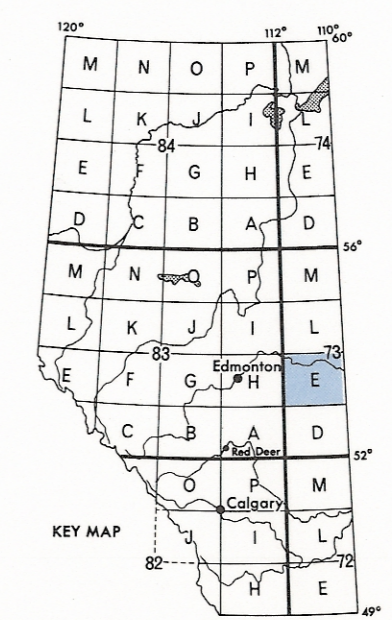 120° 112° 110°
60°
M N O P M
L K J I L
84 74
E F G H E
D C B A D
56°
M N O P M
L K J I L
83 73
Edmonton
E F G H E
C B A D
Red Deer
52°
O P M
Calgary
KEY MAP
J I L
82 72
H E
49°